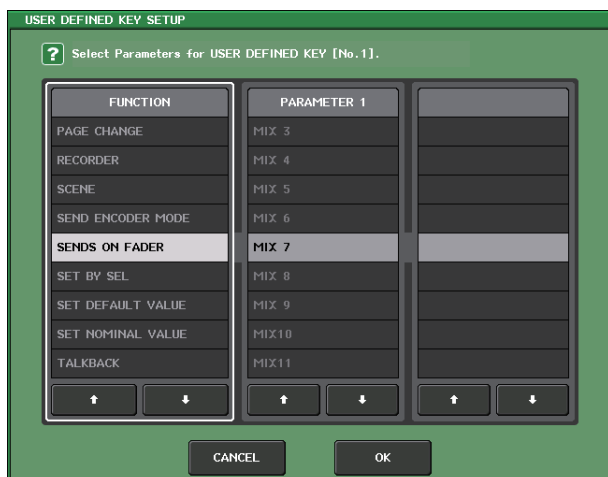 USER DEFINED KEY SETUP
? Select Parameters for USER DEFINED KEY [No.1].
FUNCTION
PAGE CHANGE
RECORDER
SCENE
SEND ENCODER MODE
SENDS ON FADER
SET BY SEL
SET DEFAULT VALUE
SET NOMINAL VALUE
TALKBACK
PARAMETER 1
MIX 3
MIX 4
MIX 5
MIX 6
MIX 7
MIX 8
MIX 9
MIX10
MIX11
CANCEL
OK